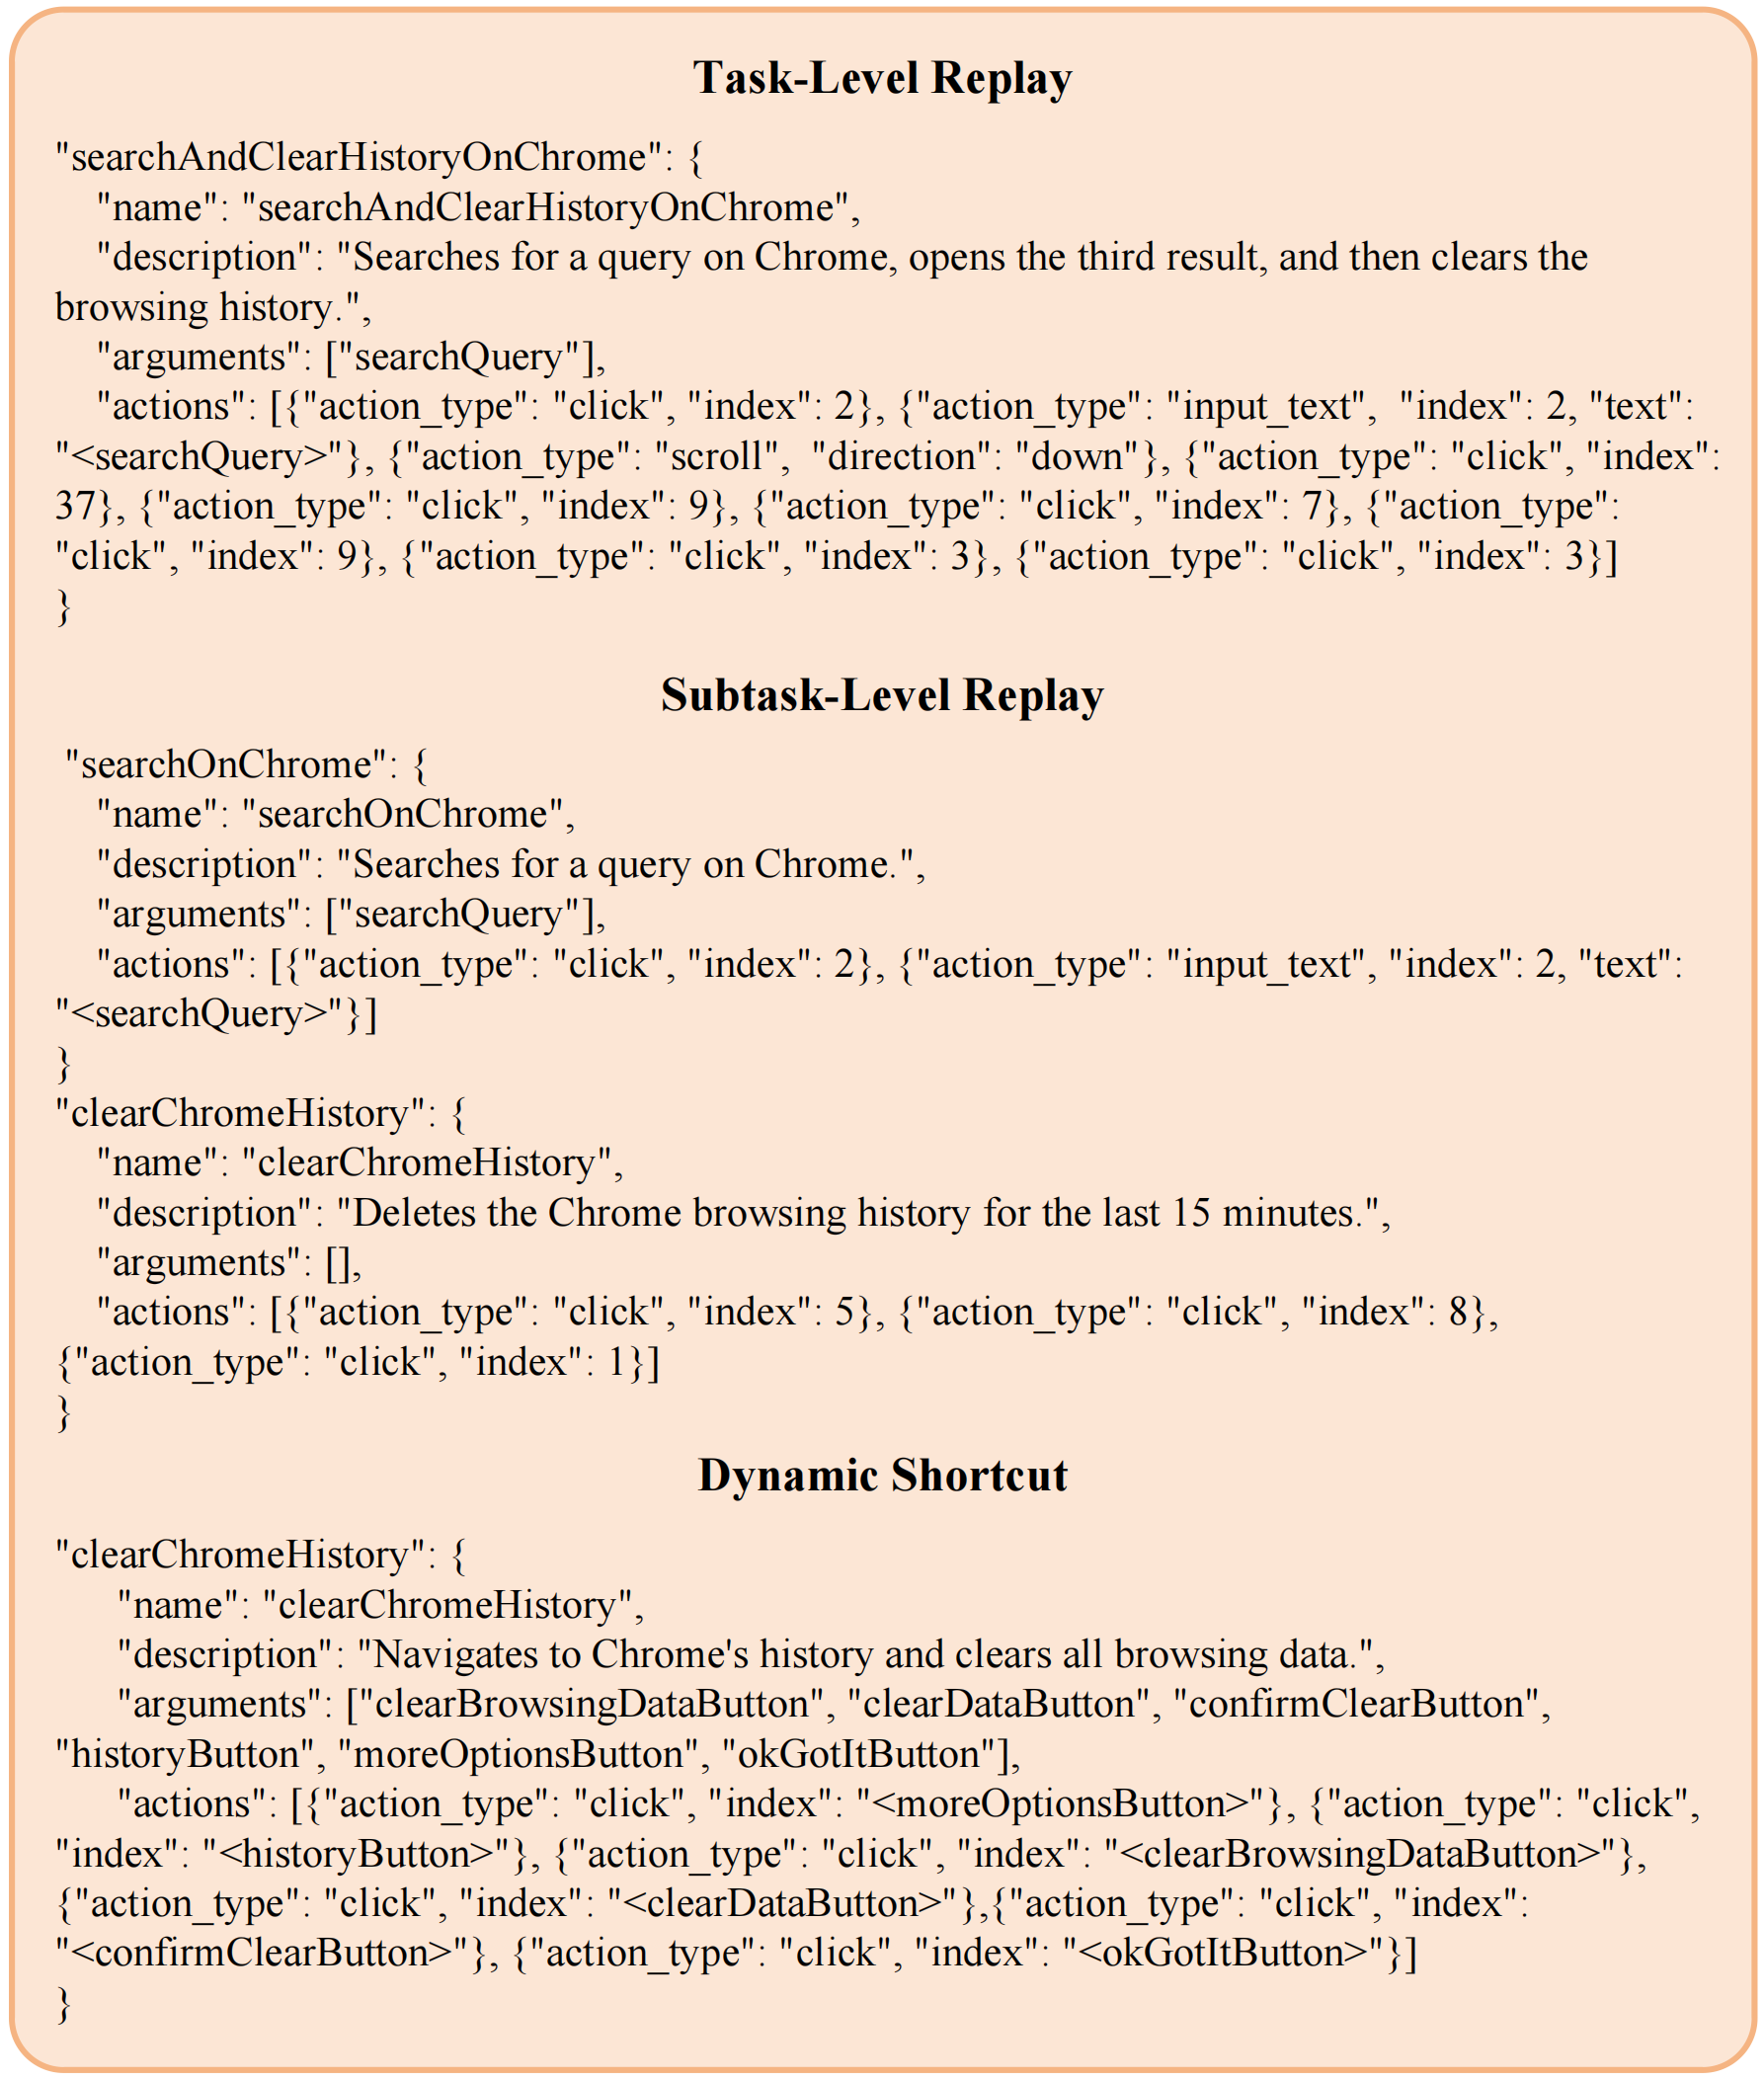 Task-Level Replay
"searchAndClearHistoryOnChrome": {
"name": "searchAndClearHistoryOnChrome",
"description": "Searches for a query on Chrome, opens the third result, and then clears the
browsing history.",
"arguments": ["searchQuery"],
"actions": [{"action_type": "click", "index": 2}, {"action_type": "input_text",  "index": 2, "text":
"<searchQuery>"}, {"action_type": "scroll",  "direction": "down"}, {"action_type": "click", "index":
37}, {"action_type": "click", "index": 9}, {"action_type": "click", "index": 7}, {"action_type":
"click", "index": 9}, {"action_type": "click", "index": 3}, {"action_type": "click", "index": 3}]
}
Subtask-Level Replay
"searchOnChrome": {
"name": "searchOnChrome",
"description": "Searches for a query on Chrome.",
"arguments": ["searchQuery"],
"actions": [{"action_type": "click", "index": 2}, {"action_type": "input_text", "index": 2, "text":
"<searchQuery>"}]
}
"clearChromeHistory": {
"name": "clearChromeHistory",
"description": "Deletes the Chrome browsing history for the last 15 minutes.",
"arguments": [],
"actions": [{"action_type": "click", "index": 5}, {"action_type": "click", "index": 8},
{"action_type": "click", "index": 1}]
}
Dynamic Shortcut
"clearChromeHistory": {
"name": "clearChromeHistory",
"description": "Navigates to Chrome's history and clears all browsing data.",
"arguments": ["clearBrowsingDataButton", "clearDataButton", "confirmClearButton",
"historyButton", "moreOptionsButton", "okGotItButton"],
"actions": [{"action_type": "click", "index": "<moreOptionsButton>"}, {"action_type": "click",
"index": "<historyButton>"}, {"action_type": "click", "index": "<clearBrowsingDataButton>"},
{"action_type": "click", "index": "<clearDataButton>"},{"action_type": "click", "index":
"<confirmClearButton>"}, {"action_type": "click", "index": "<okGotItButton>"}]
}